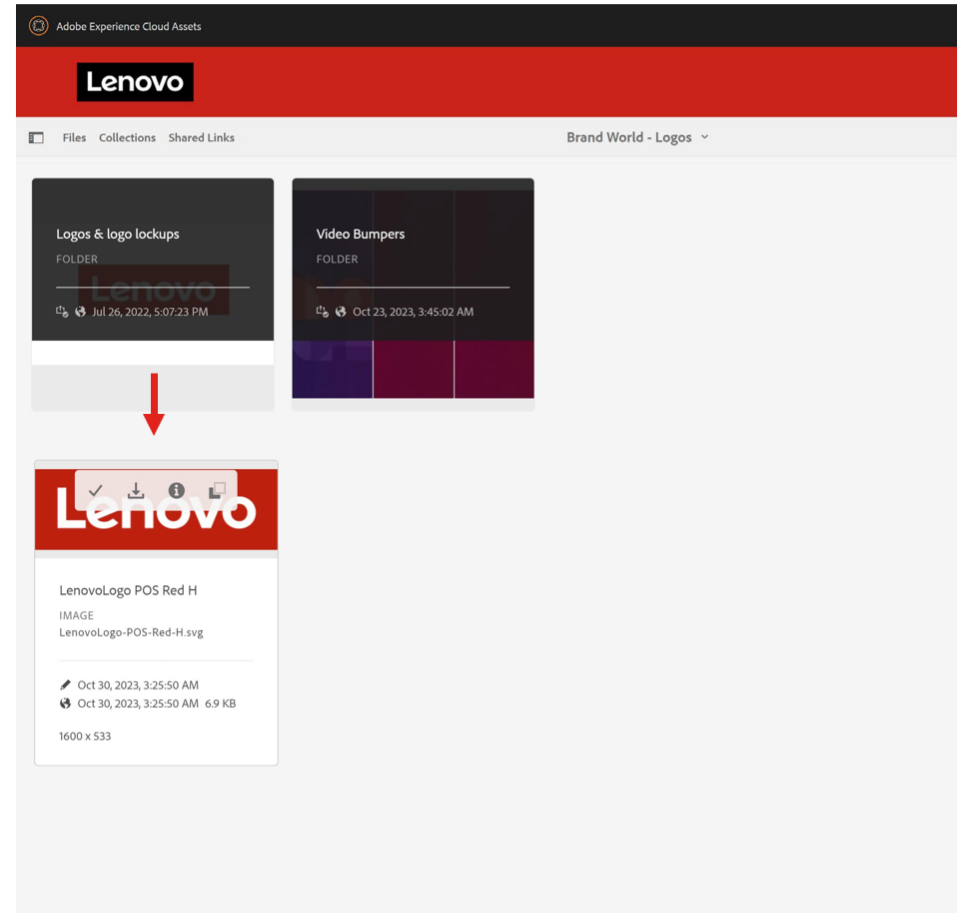 Adobe Experience Cloud Assets
Lenovo
Files Collections Shared Links
Brand World - Logos
Logos & logo lockups
FOLDER
Lenovo
Jul 26, 2022, 5:07:23 PM
Video Bumpers
FOLDER
Oct 23, 2023, 3:45:02 AM
Lenovo
LenovoLogo POS Red H
IMAGE
LenovoLogo-POS-Red-H.svg
Oct 30, 2023, 3:25:50 AM
Oct 30, 2023, 3:25:50 AM 6.9 KB
1600 x 533